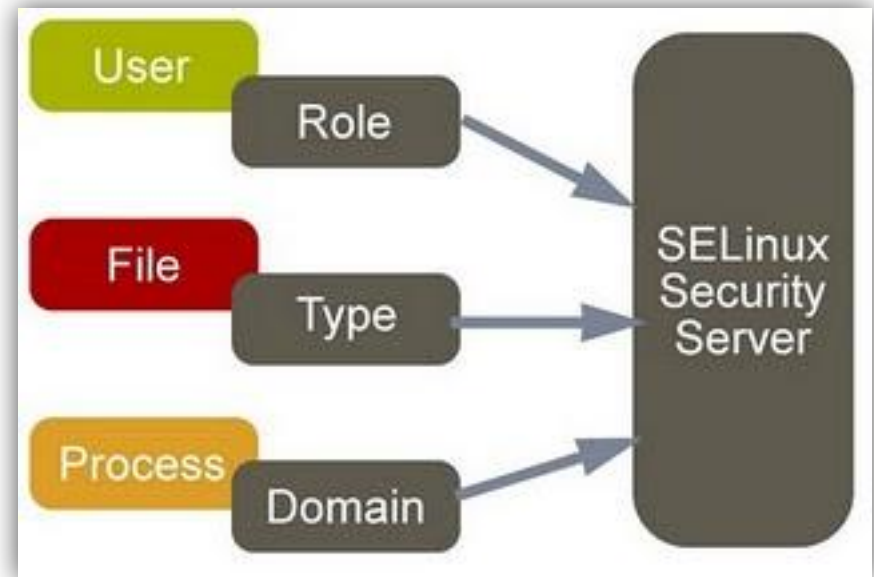 User
Role
File
Type
Process
Domain
SELinux
Security
Server